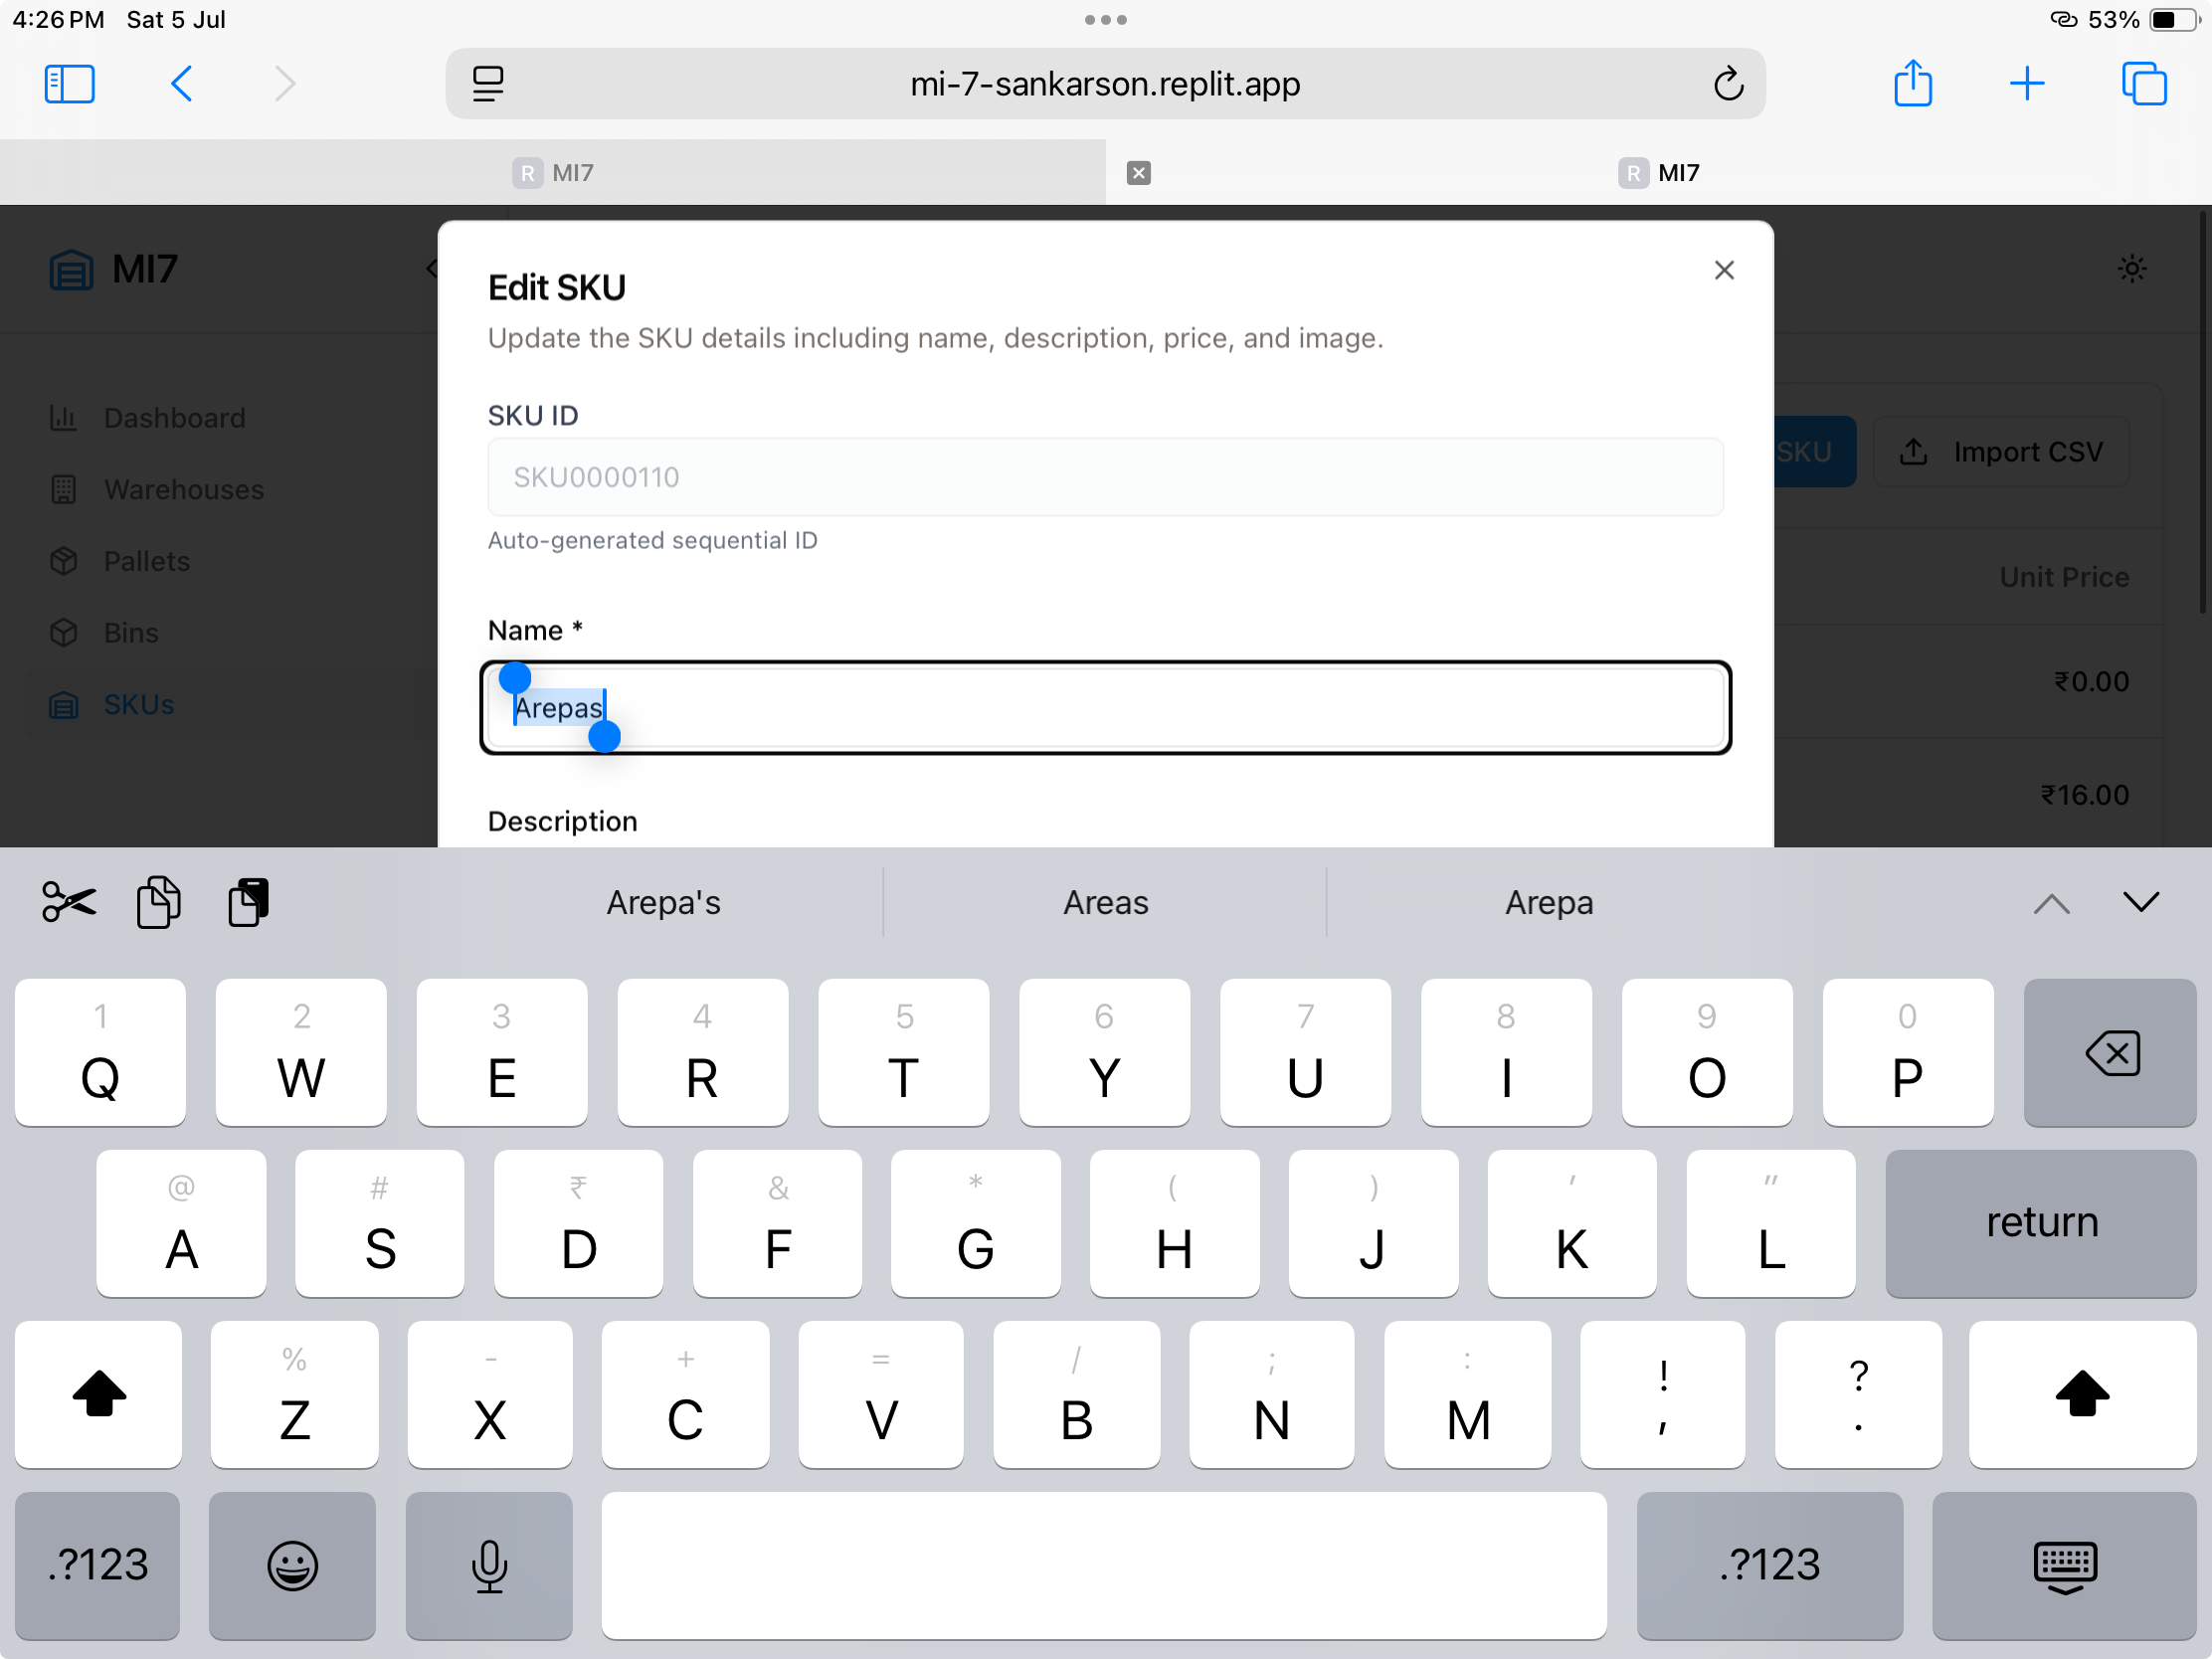 4:26 PM Sat 5 Jul
53%
mi-7-sankarson.replit.app
R MI7
R MI7
MI7
Edit SKU
Update the SKU details including name, description, price, and image.
Dashboard
Warehouses
Pallets
Bins
SKUs
SKU ID
SKU0000110
Auto-generated sequential ID
SKU
Import CSV
Unit Price
Name *
Arepas
₹0.00
₹16.00
Description
Arepa's Areas Arepa
1 2 3 4 5 6 7 8 9 0
Q W E R T Y U I O P
@ # ₹ & * ( ) ' "
A S D F G H J K L return
% - + = / ; : ! ?
Z X C V B N M , .
.?123 .?123